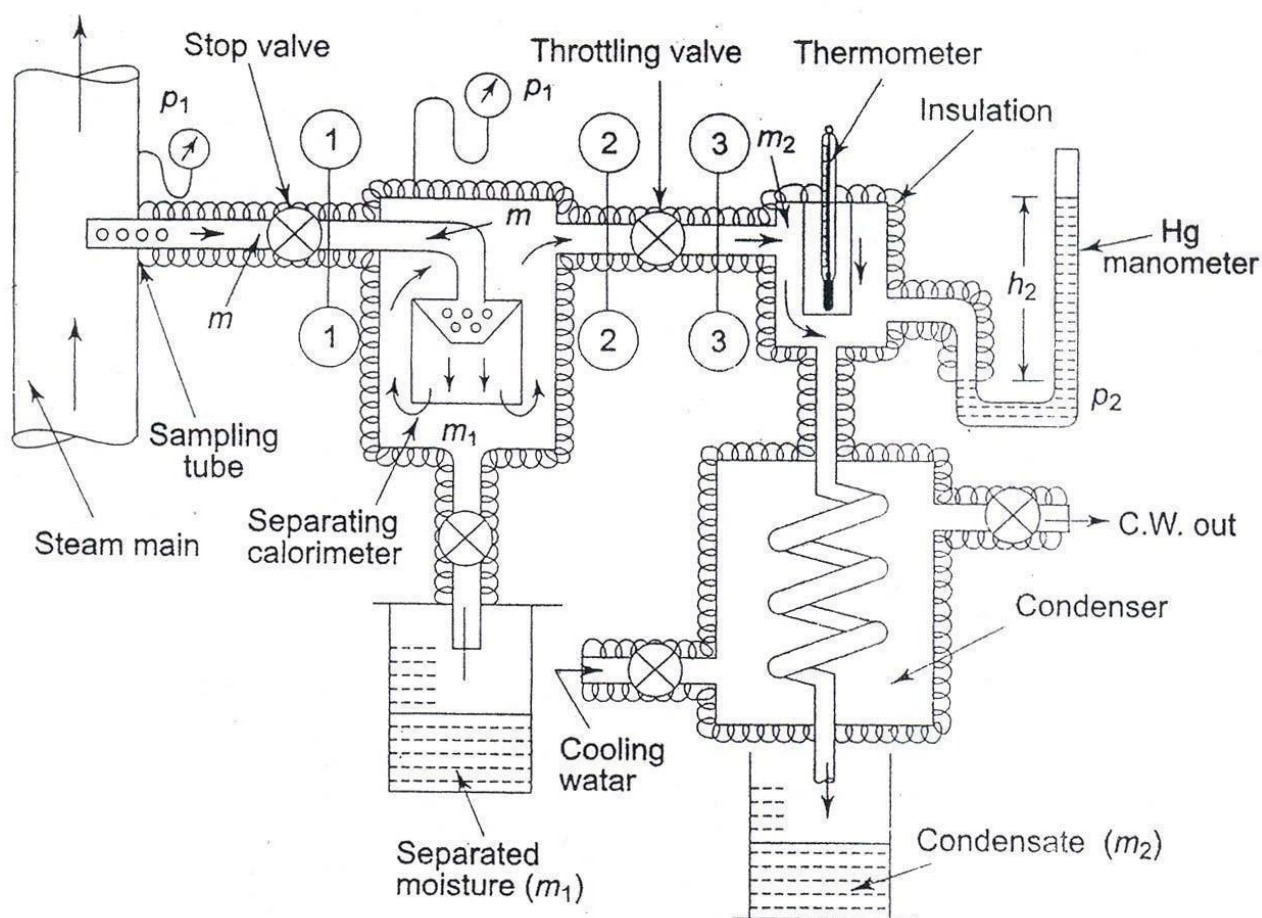 Stop valve
Throttling valve
Thermometer
Insulation
p1
p1
1
2
3
m2
m
m
Hg
manometer
h2
1
2
3
p2
m1
Sampling
tube
Separating
calorimeter
Steam main
C.W. out
Condenser
Cooling
watar
Separated
moisture (m1)
Condensate (m2)